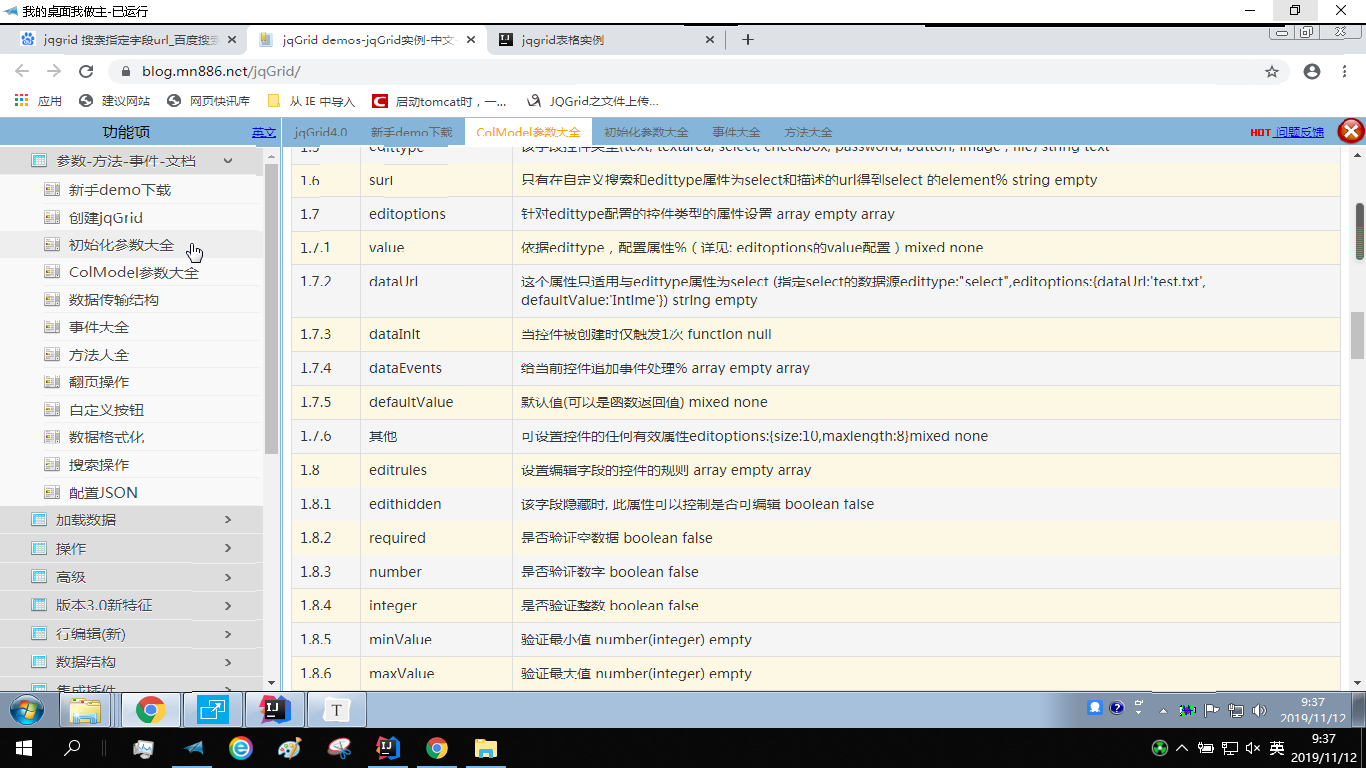 我的桌面我做主-已运行
jqgrid 搜索指定字段url_百度搜索
jqGrid demos-jqGrid实例-中文-
jqgrid表格实例
blog.mn886.net/jqGrid/
应用
建议网站
网页快讯库
从 IE 中导入
启动tomcat时，一...
JQGrid之文件上传...
功能项
英文
jqGrid4.0
新手demo下载
ColModel参数大全
初始化参数大全
事件大全
方法大全
HOT 问题反馈
参数-方法-事件-文档
新手demo下载
创建jqGrid
初始化参数大全
ColModel参数大全
数据传输结构
事件大全
方法大全
翻页操作
自定义按钮
数据格式化
搜索操作
配置JSON
加载数据
操作
高级
版本3.0新特征
行编辑(新)
数据结构
集成插件
1.5 edittype 该字段控件类型(text, textarea, select, checkbox, password, button, image , file) string text
1.6 surl 只有在自定义搜索和edittype属性为select和描述的url得到select 的element% string empty
1.7 editoptions 针对edittype配置的控件类型的属性设置 array empty array
1.7.1 value 依据edittype，配置属性%（详见: editoptions的value配置）mixed none
1.7.2 dataUrl 这个属性只适用与edittype属性为select (指定select的数据源edittype:"select",editoptions:{dataUrl:'test.txt',
defaultValue:'Intime'}) string empty
1.7.3 dataInit 当控件被创建时仅触发1次 function null
1.7.4 dataEvents 给当前控件追加事件处理% array empty array
1.7.5 defaultValue 默认值(可以是函数返回值) mixed none
1.7.6 其他 可设置控件的任何有效属性editoptions:{size:10,maxlength:8}mixed none
1.8 editrules 设置编辑字段的控件的规则 array empty array
1.8.1 edithidden 该字段隐藏时, 此属性可以控制是否可编辑 boolean false
1.8.2 required 是否验证空数据 boolean false
1.8.3 number 是否验证数字 boolean false
1.8.4 integer 是否验证整数 boolean false
1.8.5 minValue 验证最小值 number(integer) empty
1.8.6 maxValue 验证最大值 number(integer) empty
9:37
2019/11/12
英
9:37
2019/11/12